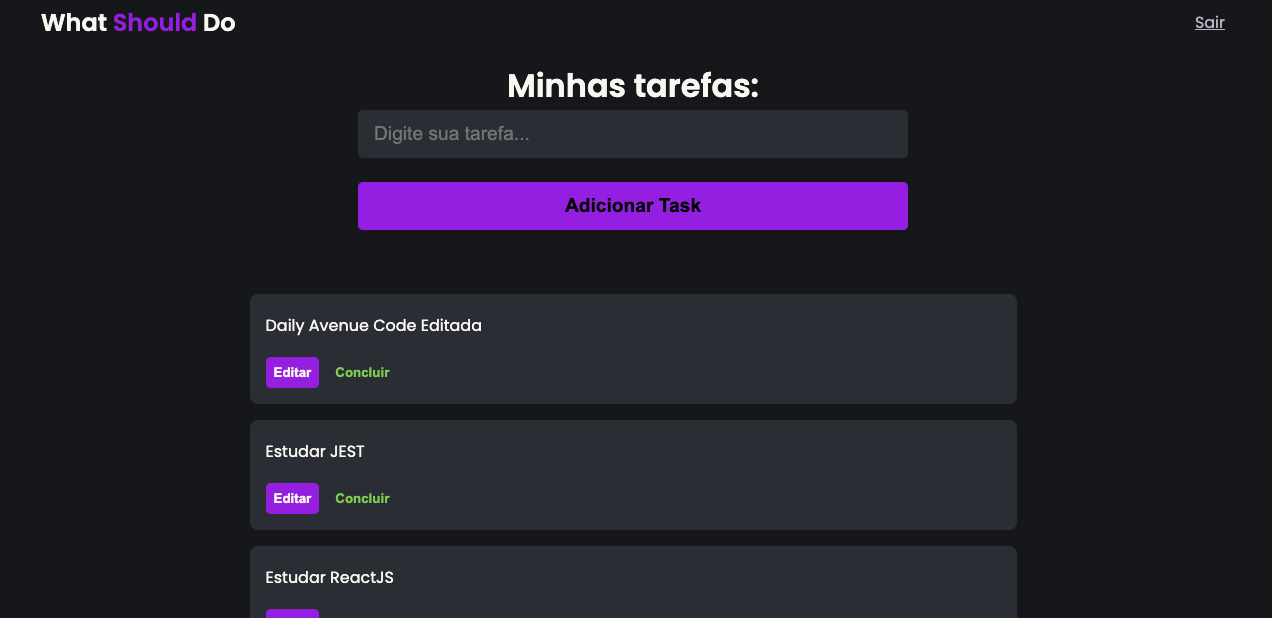 What Should Do
Sair
Minhas tarefas:
Digite sua tarefa...
Adicionar Task
Daily Avenue Code Editada
Editar Concluir
Estudar JEST
Editar Concluir
Estudar ReactJS